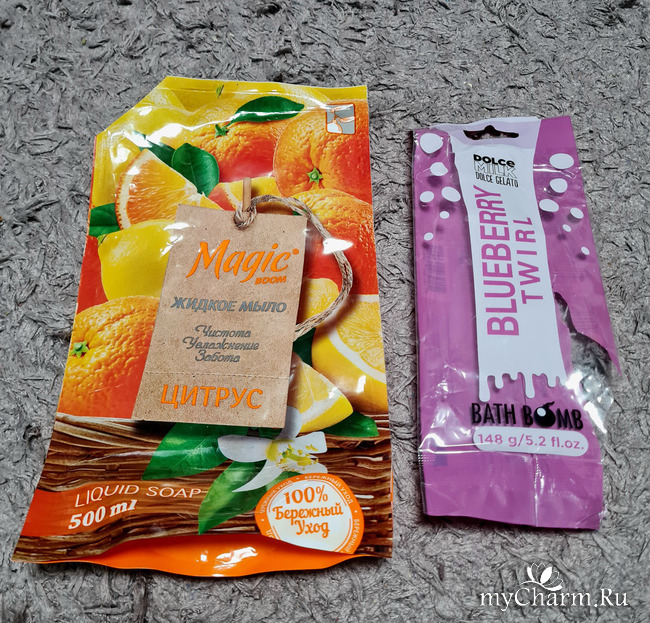 Magic
BOOM
ЖИДКОЕ МЫЛО
Чистота
Увлажнение
Забота
ЦИТРУС
LIQUID SOAP
500 ml
100%
Бережный
Уход
DOLCE
MILK
DOLCE GELATO
BLUEBERRY
TWIRL
BATH BOMB
148 g/5.2 fl.oz.
myCharm.Ru